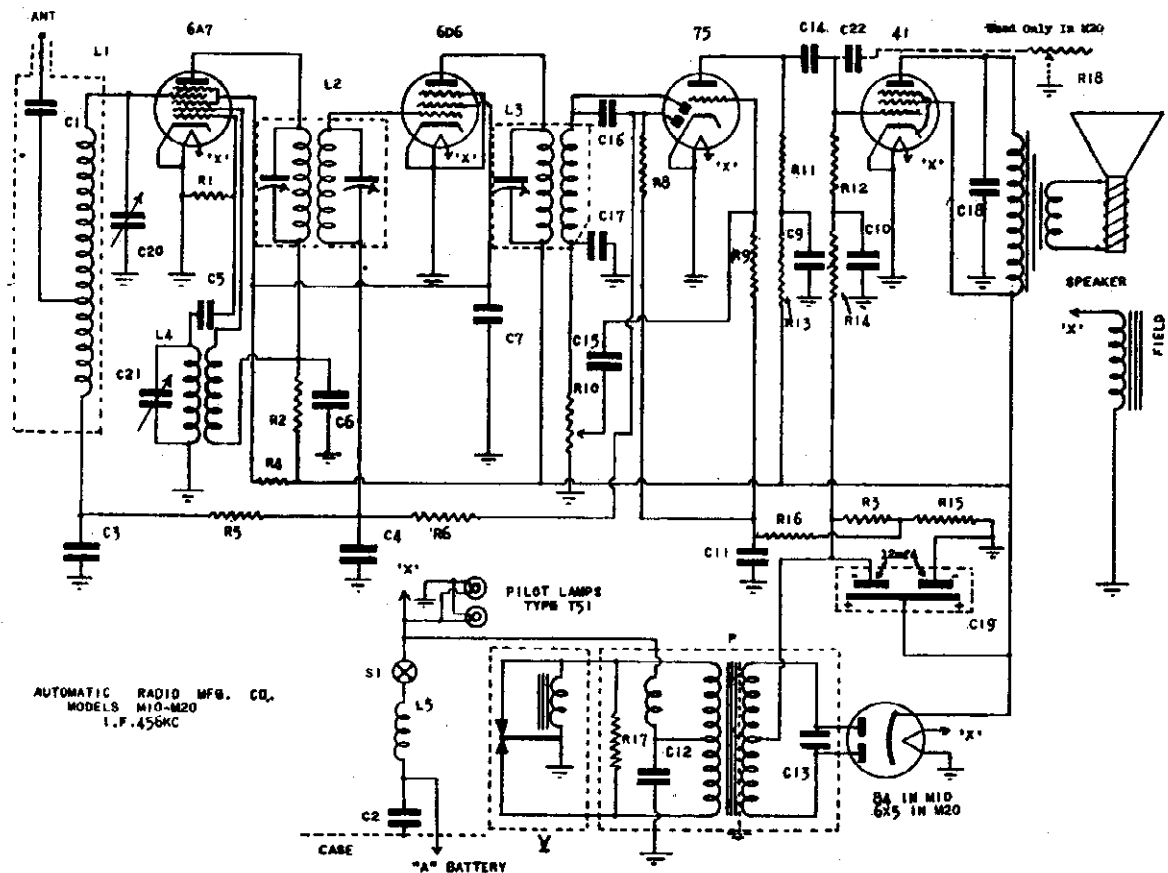 ANT
6A7
6D6
75
C14.
C22
41
Used Only In M20
L1
L2
L3
R18
C1
'X'
'X'
'X'
'X'
C16
R8
R11
R12
R1
C20
C17
C18
C5
R9
C9
C10
SPEAKER
L4
C7
R13
R14
'X'
FIELD
C21
C15
R10
R2
C6
R4
C3
R5
C4
R6
R16
R3
R15
C11
12mfd
'X'
PILOT LAMPS
TYPE T51
+
+
C19
P
S1
L5
AUTOMATIC RADIO MFG. CO.
MODELS M10-M20
I.F.456KC
R17
C12
C13
'X'
84 IN M10
6X5 IN M20
C2
CASE
V
"A" BATTERY